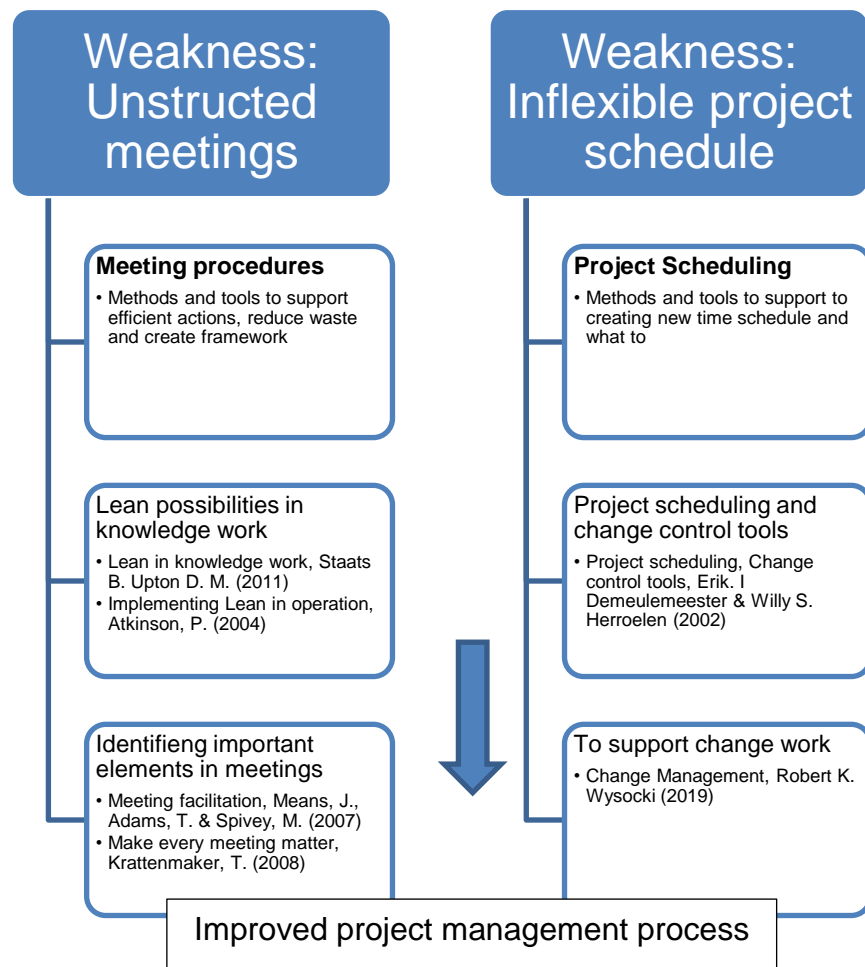 Weakness:
Unstructed
meetings
Meeting procedures
• Methods and tools to support
efficient actions, reduce waste
and create framework
Lean possibilities in
knowledge work
• Lean in knowledge work, Staats
B. Upton D. M. (2011)
• Implementing Lean in operation,
Atkinson, P. (2004)
Identifieng important
elements in meetings
• Meeting facilitation, Means, J.,
Adams, T. & Spivey, M. (2007)
• Make every meeting matter,
Krattenmaker, T. (2008)
Weakness:
Inflexible project
schedule
Project Scheduling
• Methods and tools to support to
creating new time schedule and
what to
Project scheduling and
change control tools
• Project scheduling, Change
control tools, Erik. I
Demeulemeester & Willy S.
Herroelen (2002)
To support change work
• Change Management, Robert K.
Wysocki (2019)
Improved project management process